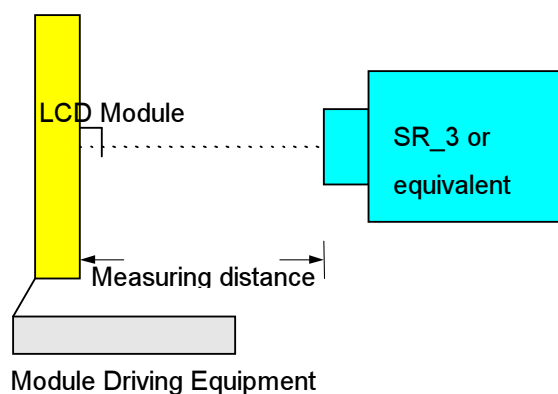 LCD Module
SR_3 or
equivalent
Measuring distance
Module Driving Equipment